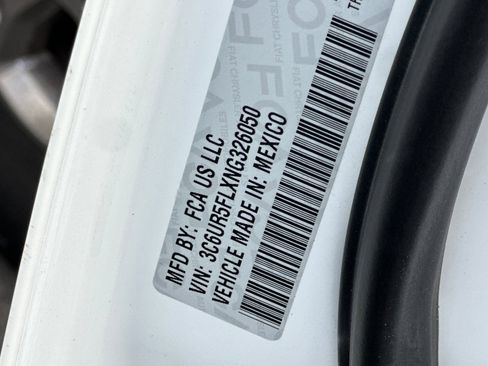 MFD BY: FCA US LLC
VIN: 3C6UR5FLXNG326050
VEHICLE MADE IN: MEXICO